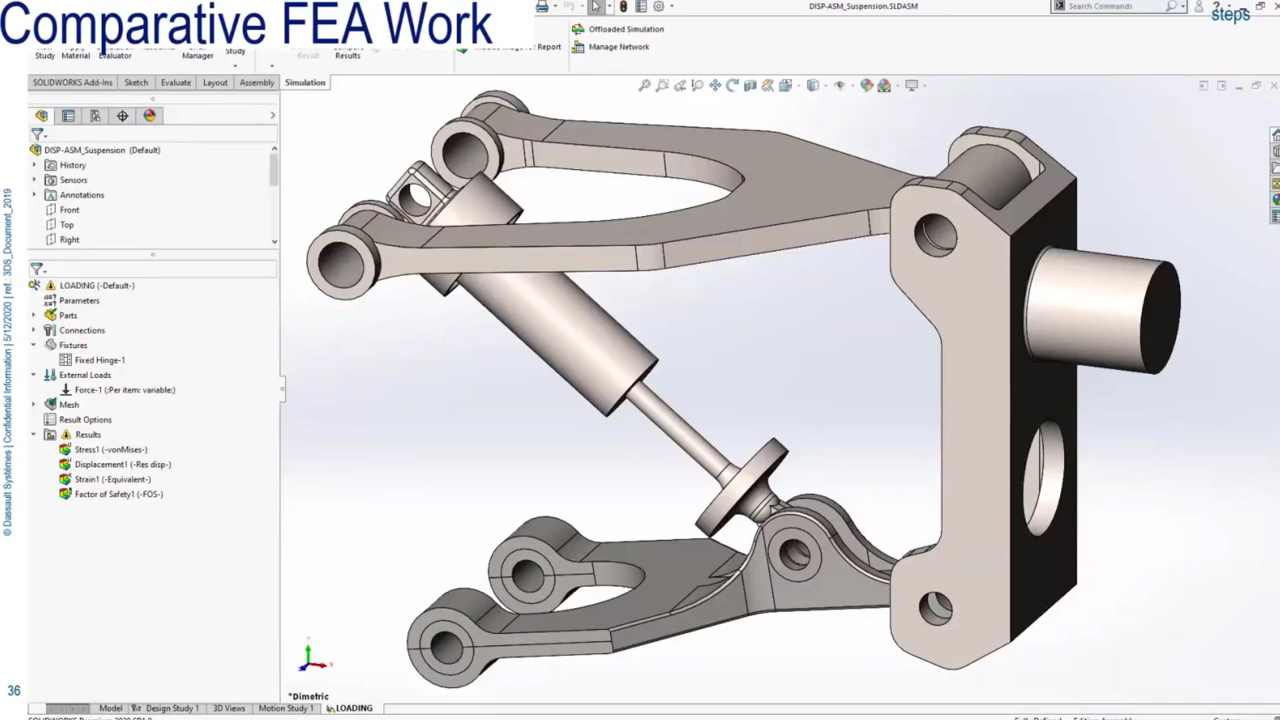 Comparative FEA Work
steps
DISP-ASM_Suspension.SLDASM
Search Commands
Offloaded Simulation
Manage Network
Study
Material
Evaluator
Manager
Study
Result
Results
Report
SOLIDWORKS Add-Ins
Sketch
Evaluate
Layout
Assembly
Simulation
DISP-ASM_Suspension (Default)
History
Sensors
Annotations
Front
Top
Right
LOADING (-Default-)
Parameters
Parts
Connections
Fixtures
Fixed Hinge-1
External Loads
Force-1 (:Per item: variable:)
Mesh
Result Options
Results
Stress1 (-vonMises-)
Displacement1 (-Res disp-)
Strain1 (-Equivalent-)
Factor of Safety1 (-FOS-)
© Dassault Systèmes | Confidential Information | 5/12/2020 | ref.: 3DS_Document_2019
36
*Dimetric
Model
Design Study 1
3D Views
Motion Study 1
LOADING